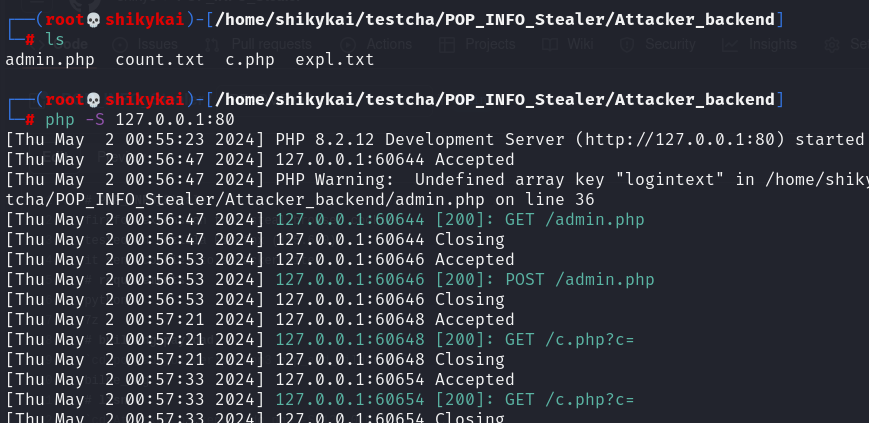 ┌──(root💀shikykai)-[/home/shikykai/testcha/POP_INFO_Stealer/Attacker_backend]
└─# ls
Issues Pull requests Actions Projects Wiki Security Insights
admin.php  count.txt  c.php  expl.txt
┌──(root💀shikykai)-[/home/shikykai/testcha/POP_INFO_Stealer/Attacker_backend]
└─# php -S 127.0.0.1:80
[Thu May  2 00:55:23 2024] PHP 8.2.12 Development Server (http://127.0.0.1:80) started
[Thu May  2 00:56:47 2024] 127.0.0.1:60644 Accepted
[Thu May  2 00:56:47 2024] PHP Warning:  Undefined array key "logintext" in /home/shiky
tcha/POP_INFO_Stealer/Attacker_backend/admin.php on line 36
[Thu May  2 00:56:47 2024] 127.0.0.1:60644 [200]: GET /admin.php
[Thu May  2 00:56:47 2024] 127.0.0.1:60644 Closing
[Thu May  2 00:56:53 2024] 127.0.0.1:60646 Accepted
[Thu May  2 00:56:53 2024] 127.0.0.1:60646 [200]: POST /admin.php
[Thu May  2 00:56:53 2024] 127.0.0.1:60646 Closing
[Thu May  2 00:57:21 2024] 127.0.0.1:60648 Accepted
[Thu May  2 00:57:21 2024] 127.0.0.1:60648 [200]: GET /c.php?c=
[Thu May  2 00:57:21 2024] 127.0.0.1:60648 Closing
[Thu May  2 00:57:33 2024] 127.0.0.1:60654 Accepted
[Thu May  2 00:57:33 2024] 127.0.0.1:60654 [200]: GET /c.php?c=
[Thu May  2 00:57:33 2024] 127.0.0.1:60654 Closing